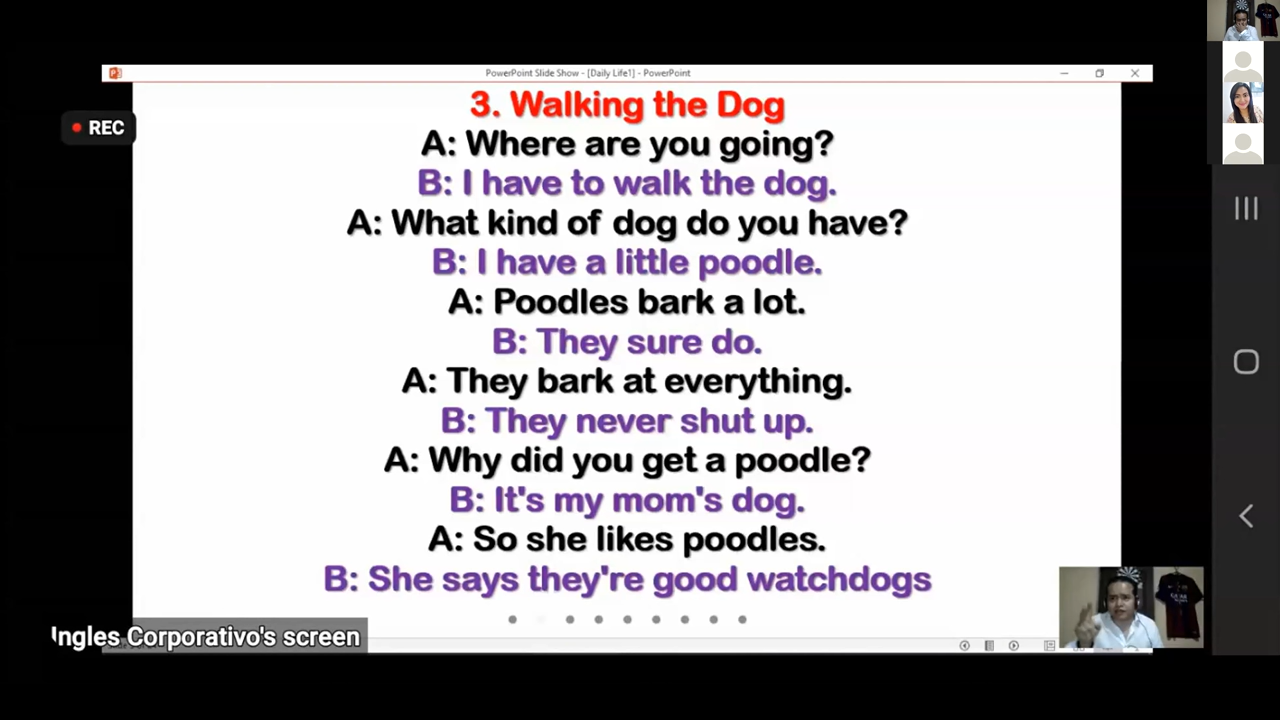 PowerPoint Slide Show - [Daily Life1] - PowerPoint
REC
3. Walking the Dog
A: Where are you going?
B: I have to walk the dog.
A: What kind of dog do you have?
B: I have a little poodle.
A: Poodles bark a lot.
B: They sure do.
A: They bark at everything.
B: They never shut up.
A: Why did you get a poodle?
B: It's my mom's dog.
A: So she likes poodles.
B: She says they're good watchdogs
Ingles Corporativo's screen